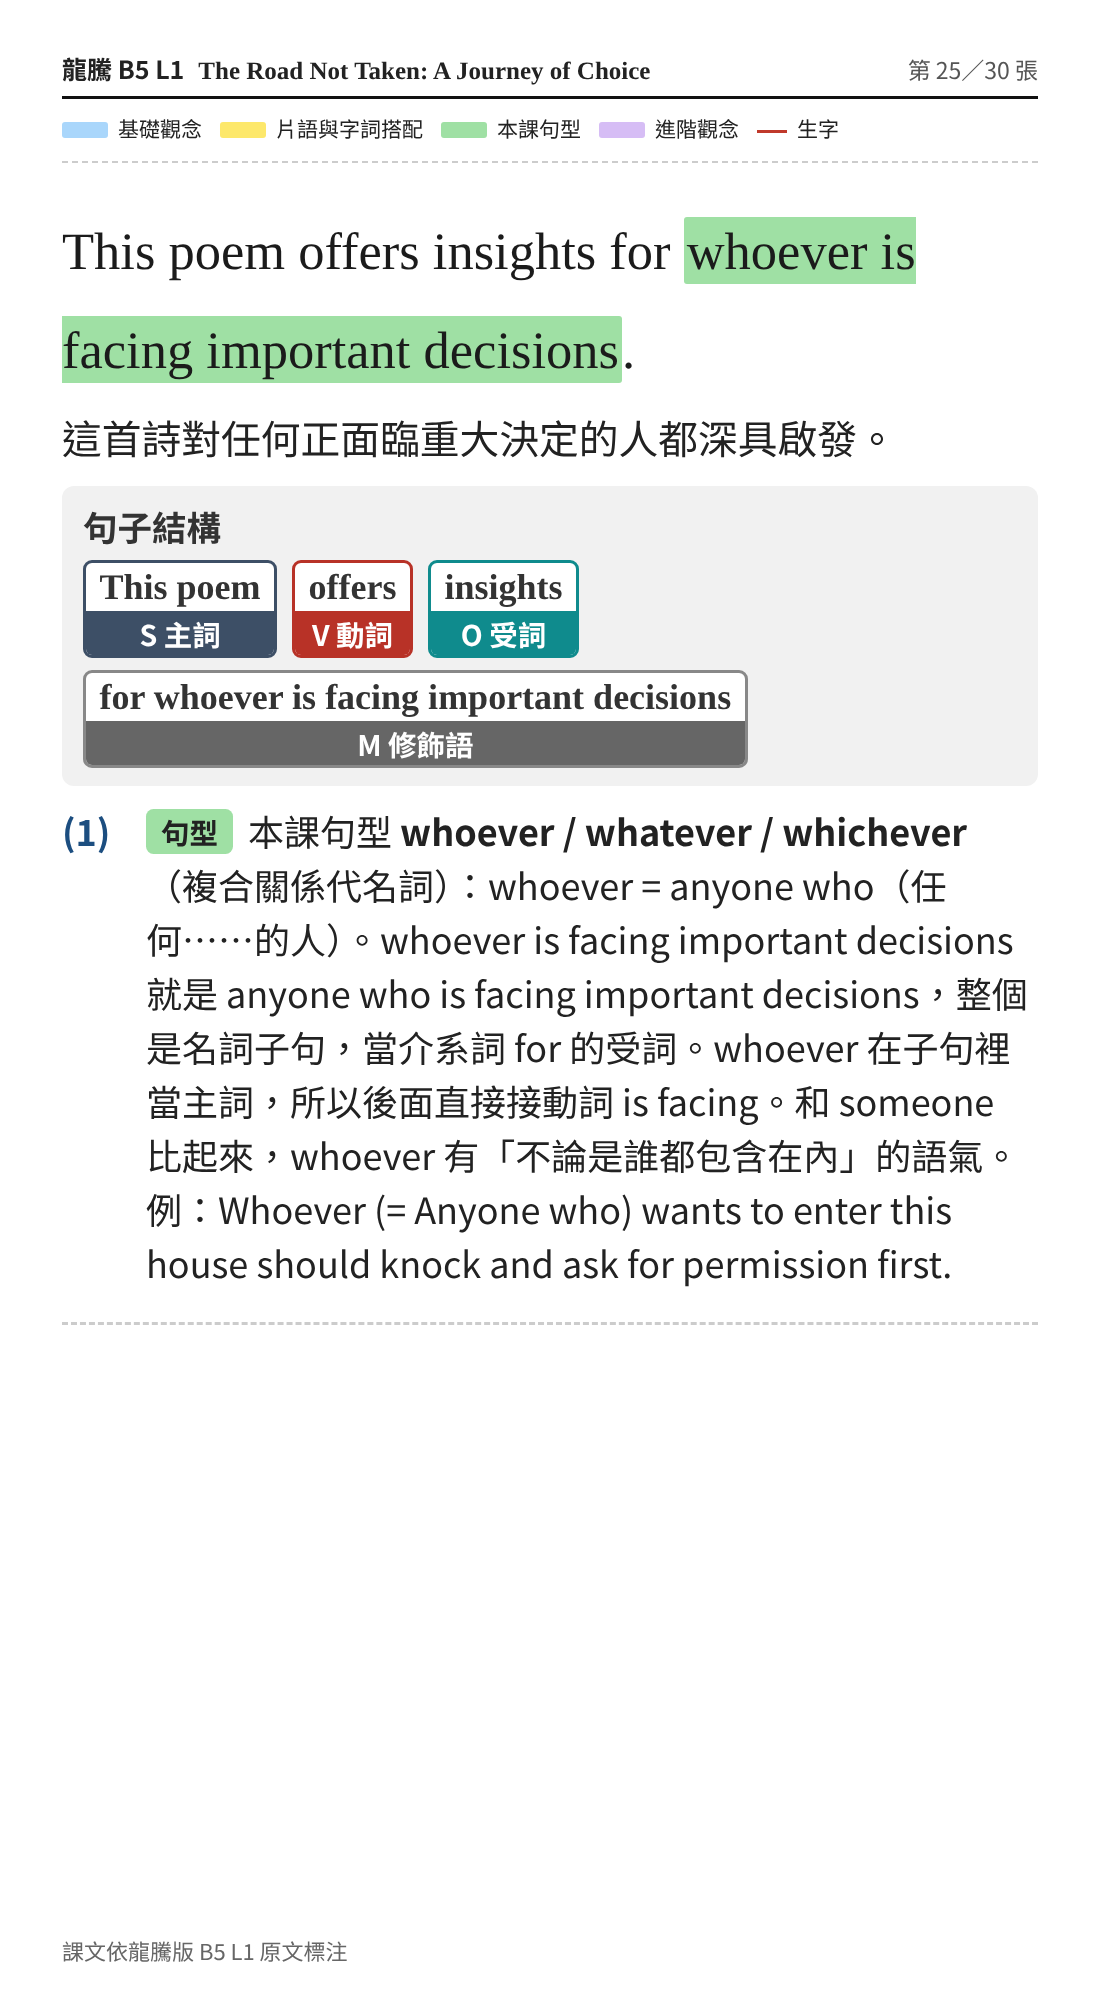 龍騰 B5 L1 The Road Not Taken: A Journey of Choice 第 25／30 張
基礎觀念 片語與字詞搭配 本課句型 進階觀念 生字
This poem offers insights for whoever is
facing important decisions.
這首詩對任何正面臨重大決定的人都深具啟發。
句子結構
This poem offers insights
S 主詞 V 動詞 O 受詞
for whoever is facing important decisions
M 修飾語
(1) 句型 本課句型 whoever / whatever / whichever
（複合關係代名詞）：whoever = anyone who（任
何⋯⋯的人）。whoever is facing important decisions
就是 anyone who is facing important decisions，整個
是名詞子句，當介系詞 for 的受詞。whoever 在子句裡
當主詞，所以後面直接接動詞 is facing。和 someone
比起來，whoever 有「不論是誰都包含在內」的語氣。
例：Whoever (= Anyone who) wants to enter this
house should knock and ask for permission first.
課文依龍騰版 B5 L1 原文標注